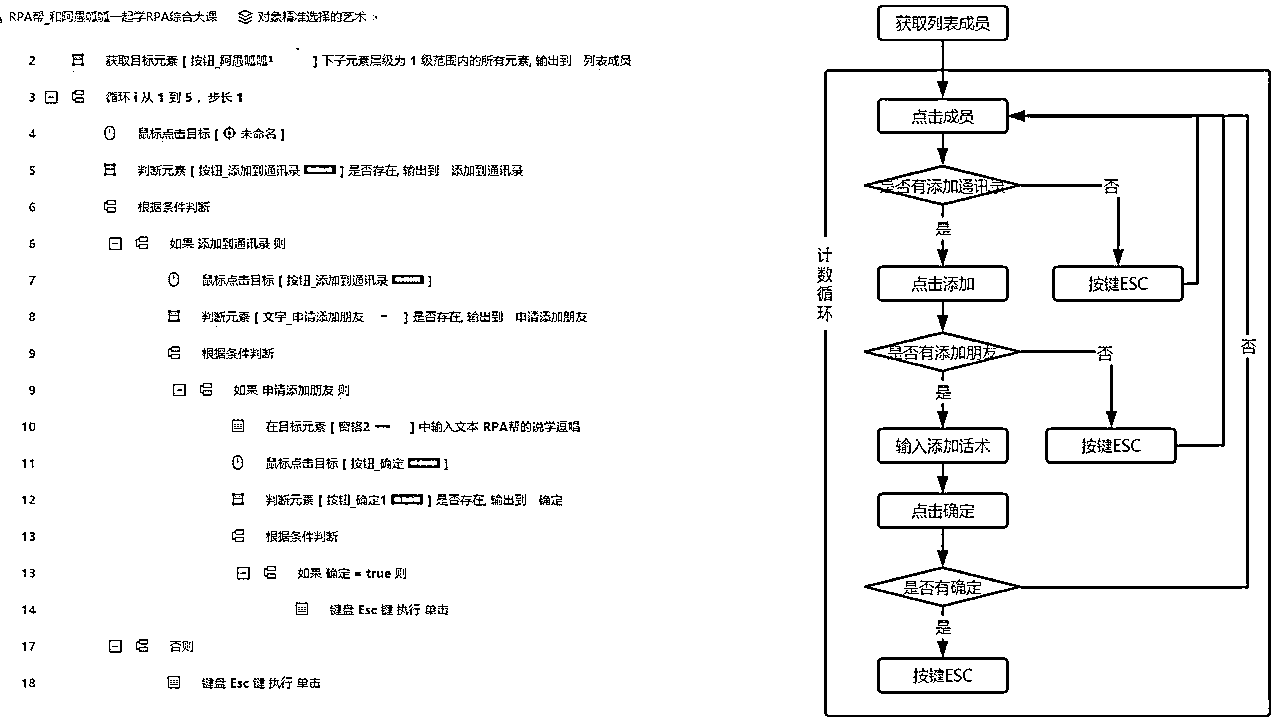 RPA帮_和阿愚呱呱一起学RPA综合大课 对象精准选择的艺术
2 获取目标元素 [ 按钮_阿愚呱呱1 ] 下子元素层级为 1 级范围内的所有元素, 输出到 列表成员
3 循环 i 从 1 到 5 ，步长 1
4 鼠标点击目标 [ 未命名 ]
5 判断元素 [ 按钮_添加到通讯录 ] 是否存在, 输出到 添加到通讯录
6 根据条件判断
6 如果 添加到通讯录 则
7 鼠标点击目标 [ 按钮_添加到通讯录 ]
8 判断元素 [ 文字_申请添加朋友 ] 是否存在, 输出到 申请添加朋友
9 根据条件判断
9 如果 申请添加朋友 则
10 在目标元素 [ 窗格2 ] 中输入文本 RPA帮的说学逗唱
11 鼠标点击目标 [ 按钮_确定 ]
12 判断元素 [ 按钮_确定1 ] 是否存在, 输出到 确定
13 根据条件判断
13 如果 确定 = true 则
14 键盘 Esc 键 执行 单击
17 否则
18 键盘 Esc 键 执行 单击
获取列表成员
计数循环
点击成员
是否有添加通讯录
否
是
点击添加
按键ESC
是否有添加朋友
否
否
是
输入添加话术
按键ESC
点击确定
是否有确定
是
按键ESC